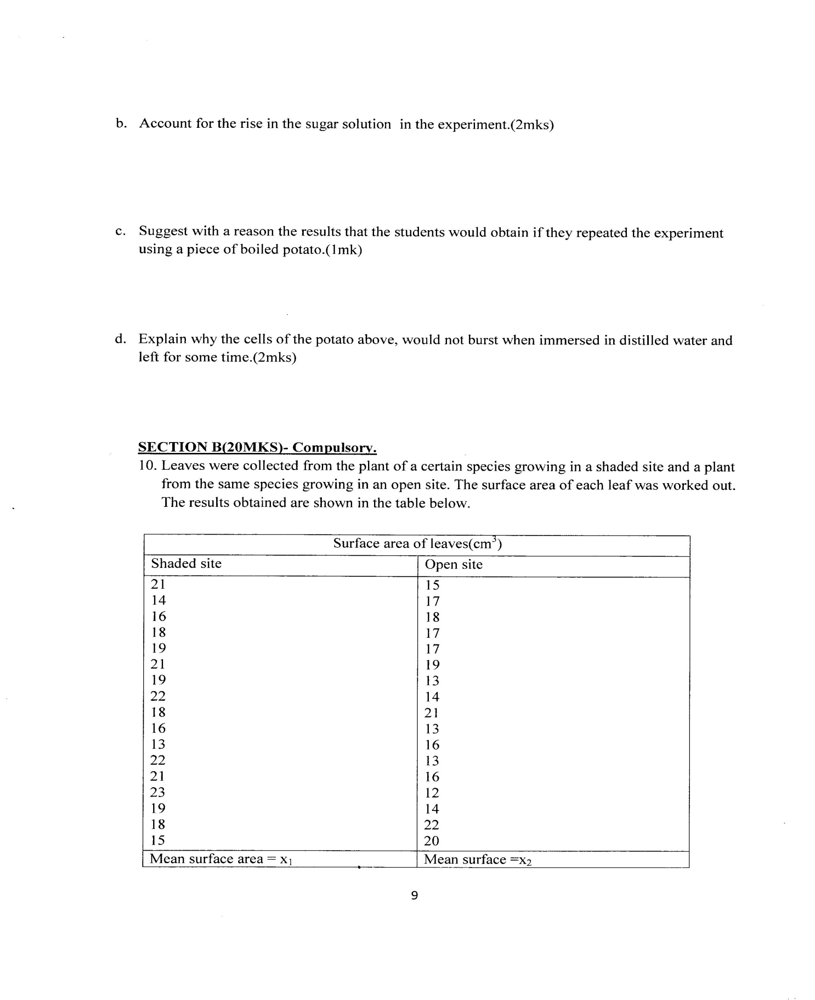 b. Account for the rise in the sugar solution in the experiment.(2mks)
c. Suggest with a reason the results that the students would obtain if they repeated the experiment
using a piece of boiled potato.(1mk)
d. Explain why the cells of the potato above, would not burst when immersed in distilled water and
left for some time.(2mks)
SECTION B(20MKS)- Compulsory.
10. Leaves were collected from the plant of a certain species growing in a shaded site and a plant
from the same species growing in an open site. The surface area of each leaf was worked out.
The results obtained are shown in the table below.
Surface area of leaves(cm³)
Shaded site Open site
21 15
14 17
16 18
18 17
19 17
21 19
19 13
22 14
18 21
16 13
13 16
22 13
21 16
23 12
19 14
18 22
15 20
Mean surface area = x₁ Mean surface =x₂
9